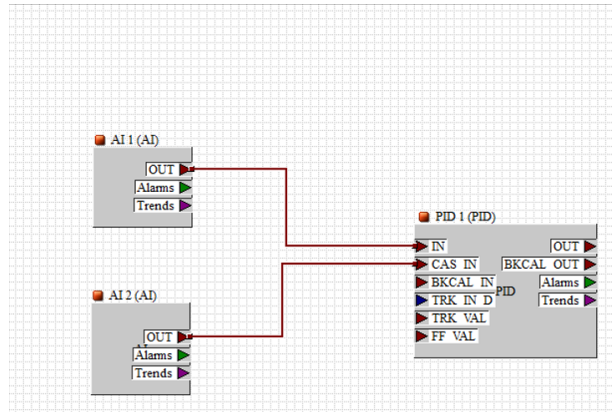 AI 1 (AI)
OUT
Alarms
Trends
PID 1 (PID)
IN
OUT
CAS IN
BKCAL OUT
BKCAL IN
Alarms
TRK IN D
PID
Trends
TRK VAL
FF VAL
AI 2 (AI)
OUT
Alarms
Trends